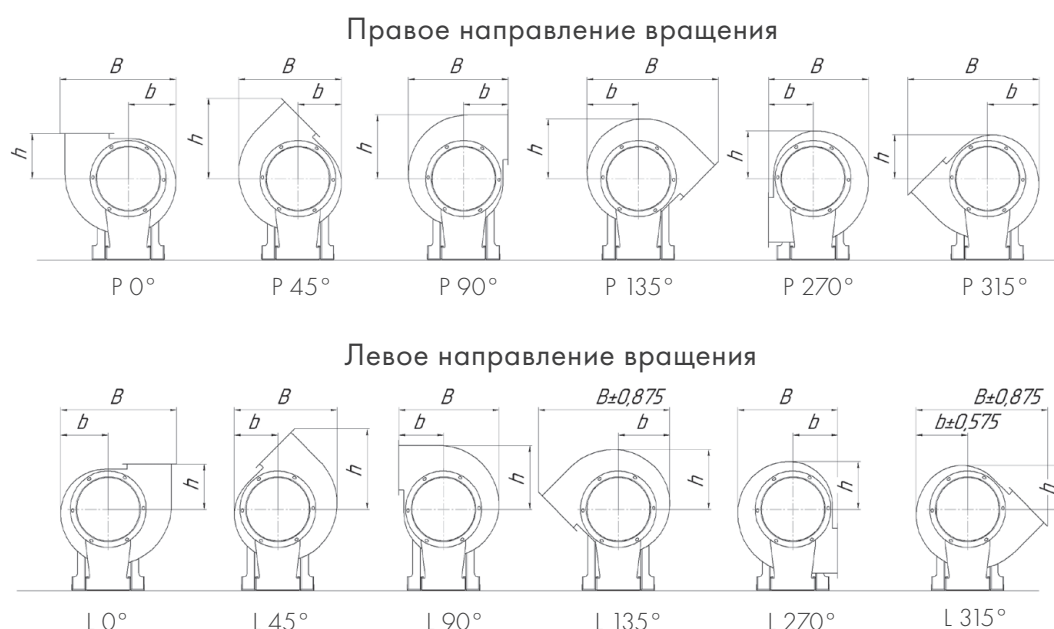 Правое направление вращения
B B B B B B
b b b b b b
h h h h h h
P 0° P 45° P 90° P 135° P 270° P 315°
Левое направление вращения
B B B B±0,875 B B±0,875
b b b b b b±0,575
h h h h h h
L 0° L 45° L 90° L 135° L 270° L 315°